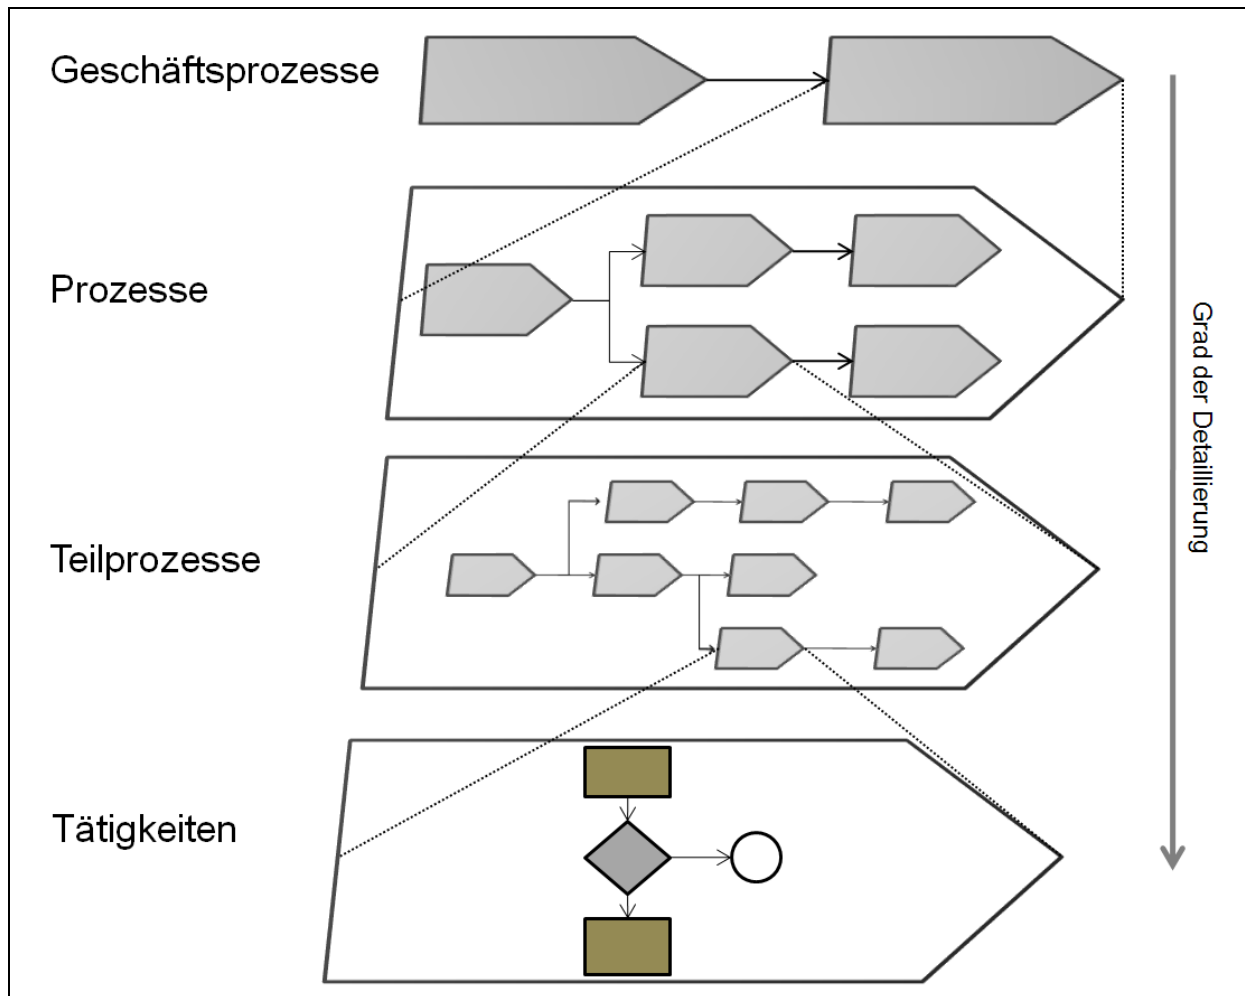 Geschäftsprozesse
Prozesse
Grad der Detaillierung
Teilprozesse
Tätigkeiten